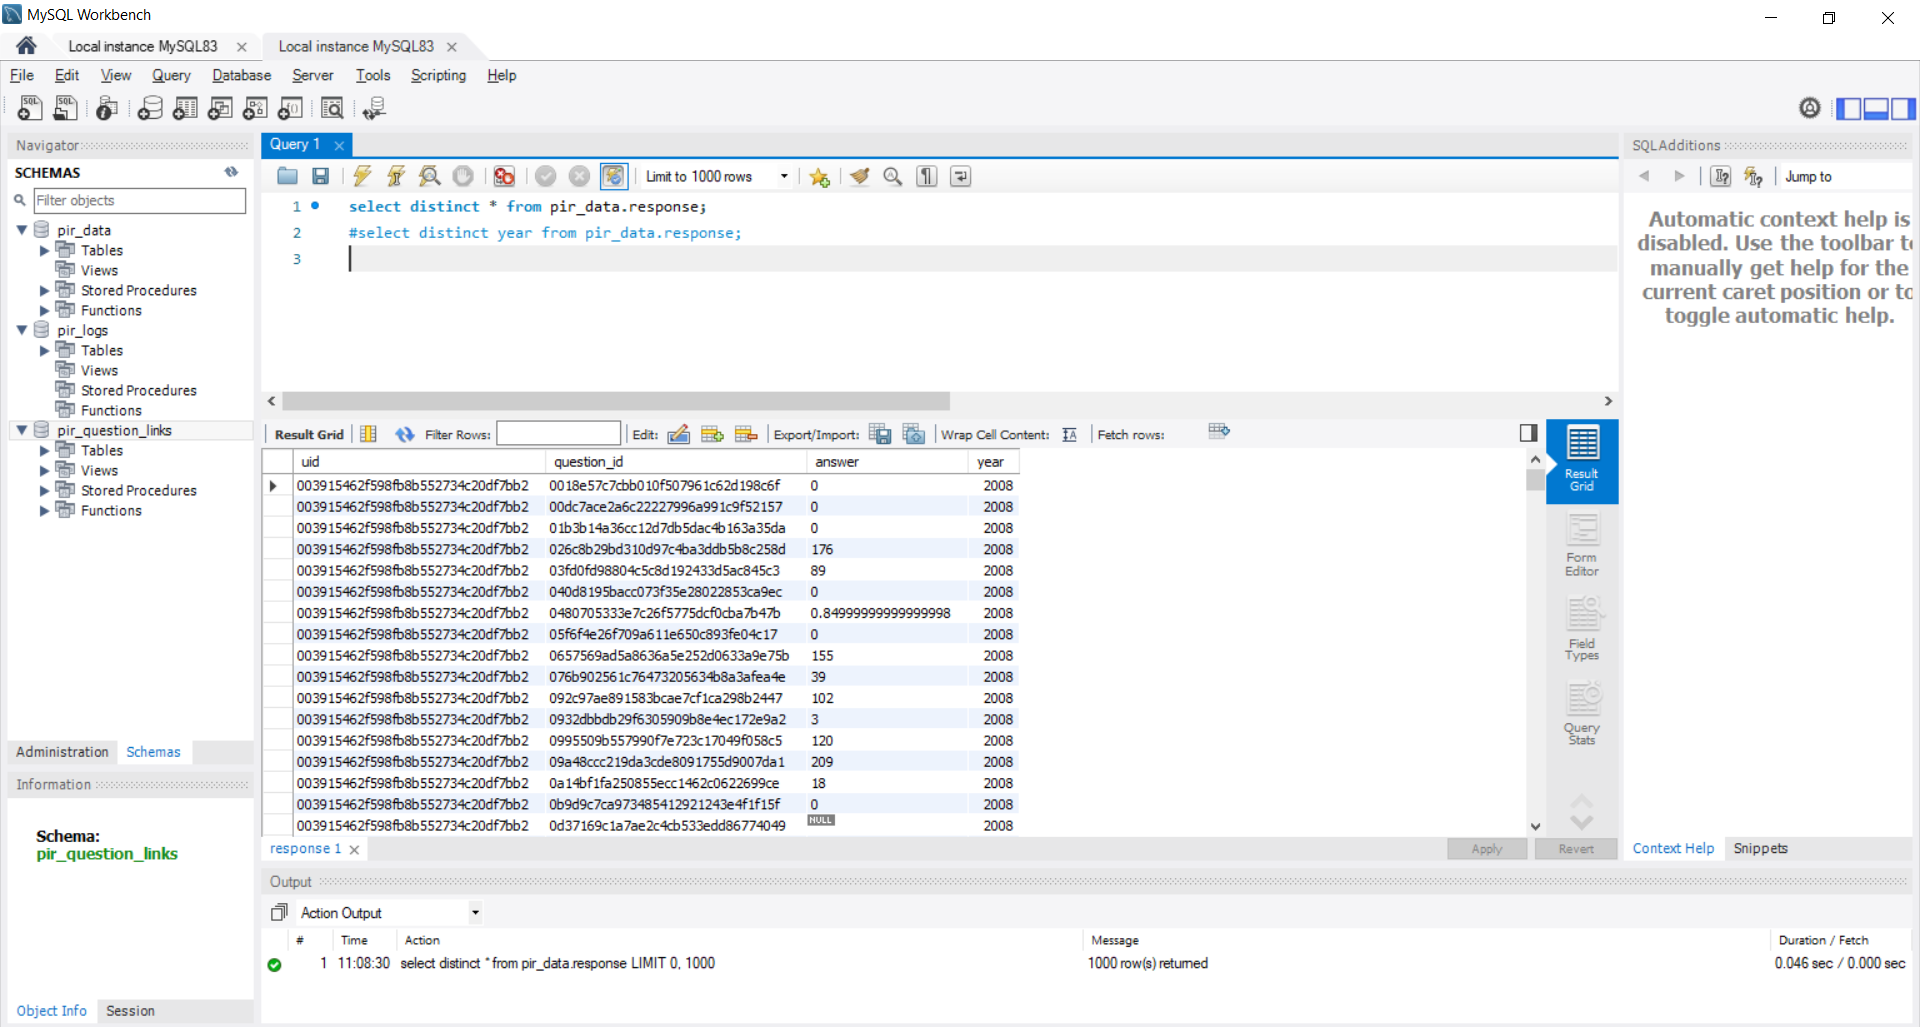 MySQL Workbench
Local instance MySQL83
Local instance MySQL83
File Edit View Query Database Server Tools Scripting Help
Navigator
SCHEMAS
Filter objects
pir_data
Tables
Views
Stored Procedures
Functions
pir_logs
Tables
Views
Stored Procedures
Functions
pir_question_links
Tables
Views
Stored Procedures
Functions
Administration Schemas
Information
Schema:
pir_question_links
Object Info Session
Query 1
Limit to 1000 rows
1 select distinct * from pir_data.response;
2 #select distinct year from pir_data.response;
3
Result Grid Filter Rows: Edit: Export/Import: Wrap Cell Content: Fetch rows:
uid question_id answer year
003915462f598fb8b552734c20df7bb2 0018e57c7cbb010f507961c62d198c6f 0 2008
003915462f598fb8b552734c20df7bb2 00dc7ace2a6c22227996a991c9f52157 0 2008
003915462f598fb8b552734c20df7bb2 01b3b14a36cc12d7db5dac4b163a35da 0 2008
003915462f598fb8b552734c20df7bb2 026c8b29bd310d97c4ba3ddb5b8c258d 176 2008
003915462f598fb8b552734c20df7bb2 03fd0fd98804c5c8d192433d5ac845c3 89 2008
003915462f598fb8b552734c20df7bb2 040d8195bacc073f35e28022853ca9ec 0 2008
003915462f598fb8b552734c20df7bb2 0480705333e7c26f5775dcf0cba7b47b 0.84999999999999998 2008
003915462f598fb8b552734c20df7bb2 05f6f4e26f709a611e650c893fe04c17 0 2008
003915462f598fb8b552734c20df7bb2 0657569ad5a8636a5e252d0633a9e75b 155 2008
003915462f598fb8b552734c20df7bb2 076b902561c76473205634b8a3afea4e 39 2008
003915462f598fb8b552734c20df7bb2 092c97ae891583bcae7cf1ca298b2447 102 2008
003915462f598fb8b552734c20df7bb2 0932dbbdb29f6305909b8e4ec172e9a2 3 2008
003915462f598fb8b552734c20df7bb2 0995509b557990f7e723c17049f058c5 120 2008
003915462f598fb8b552734c20df7bb2 09a48ccc219da3cde8091755d9007da1 209 2008
003915462f598fb8b552734c20df7bb2 0a14bf1fa250855ecc1462c0622699ce 18 2008
003915462f598fb8b552734c20df7bb2 0b9d9c7ca973485412921243e4f1f15f 0 2008
003915462f598fb8b552734c20df7bb2 0d37169c1a7ae2c4cb533edd86774049 NULL 2008
Result
Grid
Form
Editor
Field
Types
Query
Stats
response 1
Apply Revert
SQLAdditions
Jump to
Automatic context help is
disabled. Use the toolbar to
manually get help for the
current caret position or to
toggle automatic help.
Context Help Snippets
Output
Action Output
# Time Action Message Duration / Fetch
1 11:08:30 select distinct * from pir_data.response LIMIT 0, 1000 1000 row(s) returned 0.046 sec / 0.000 sec